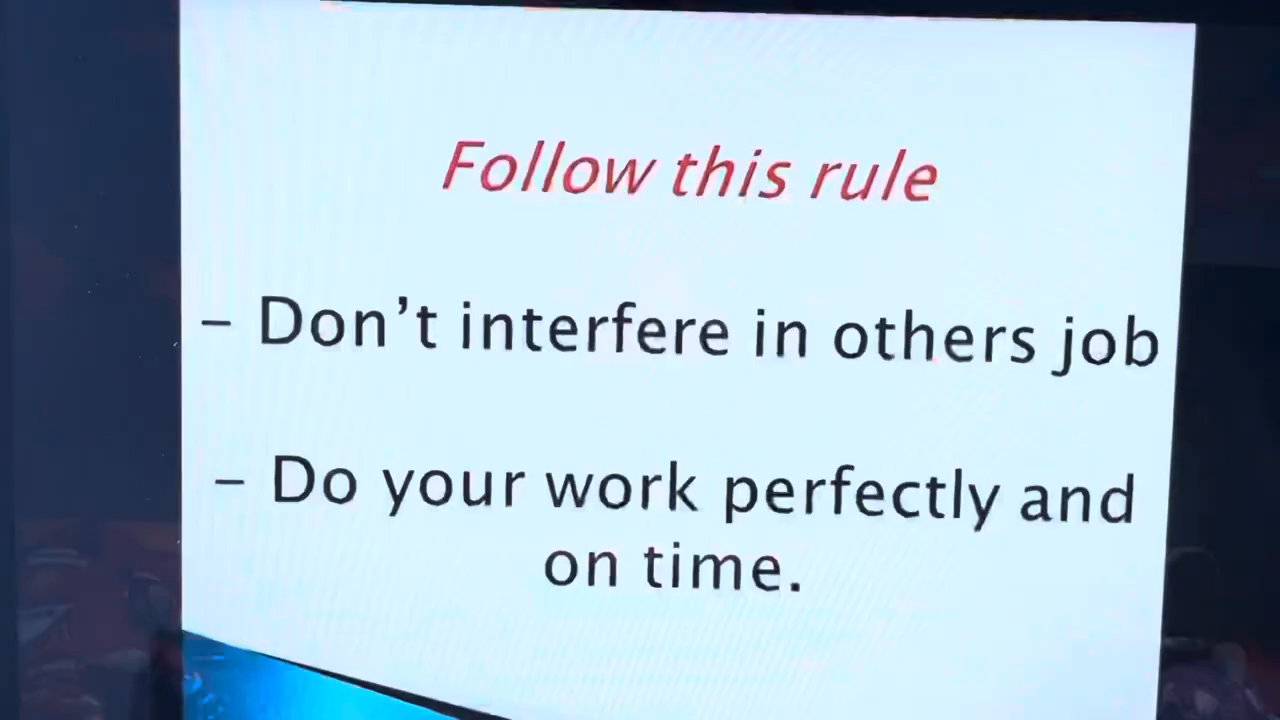 Follow this rule
– Don’t interfere in others job
– Do your work perfectly and
on time.